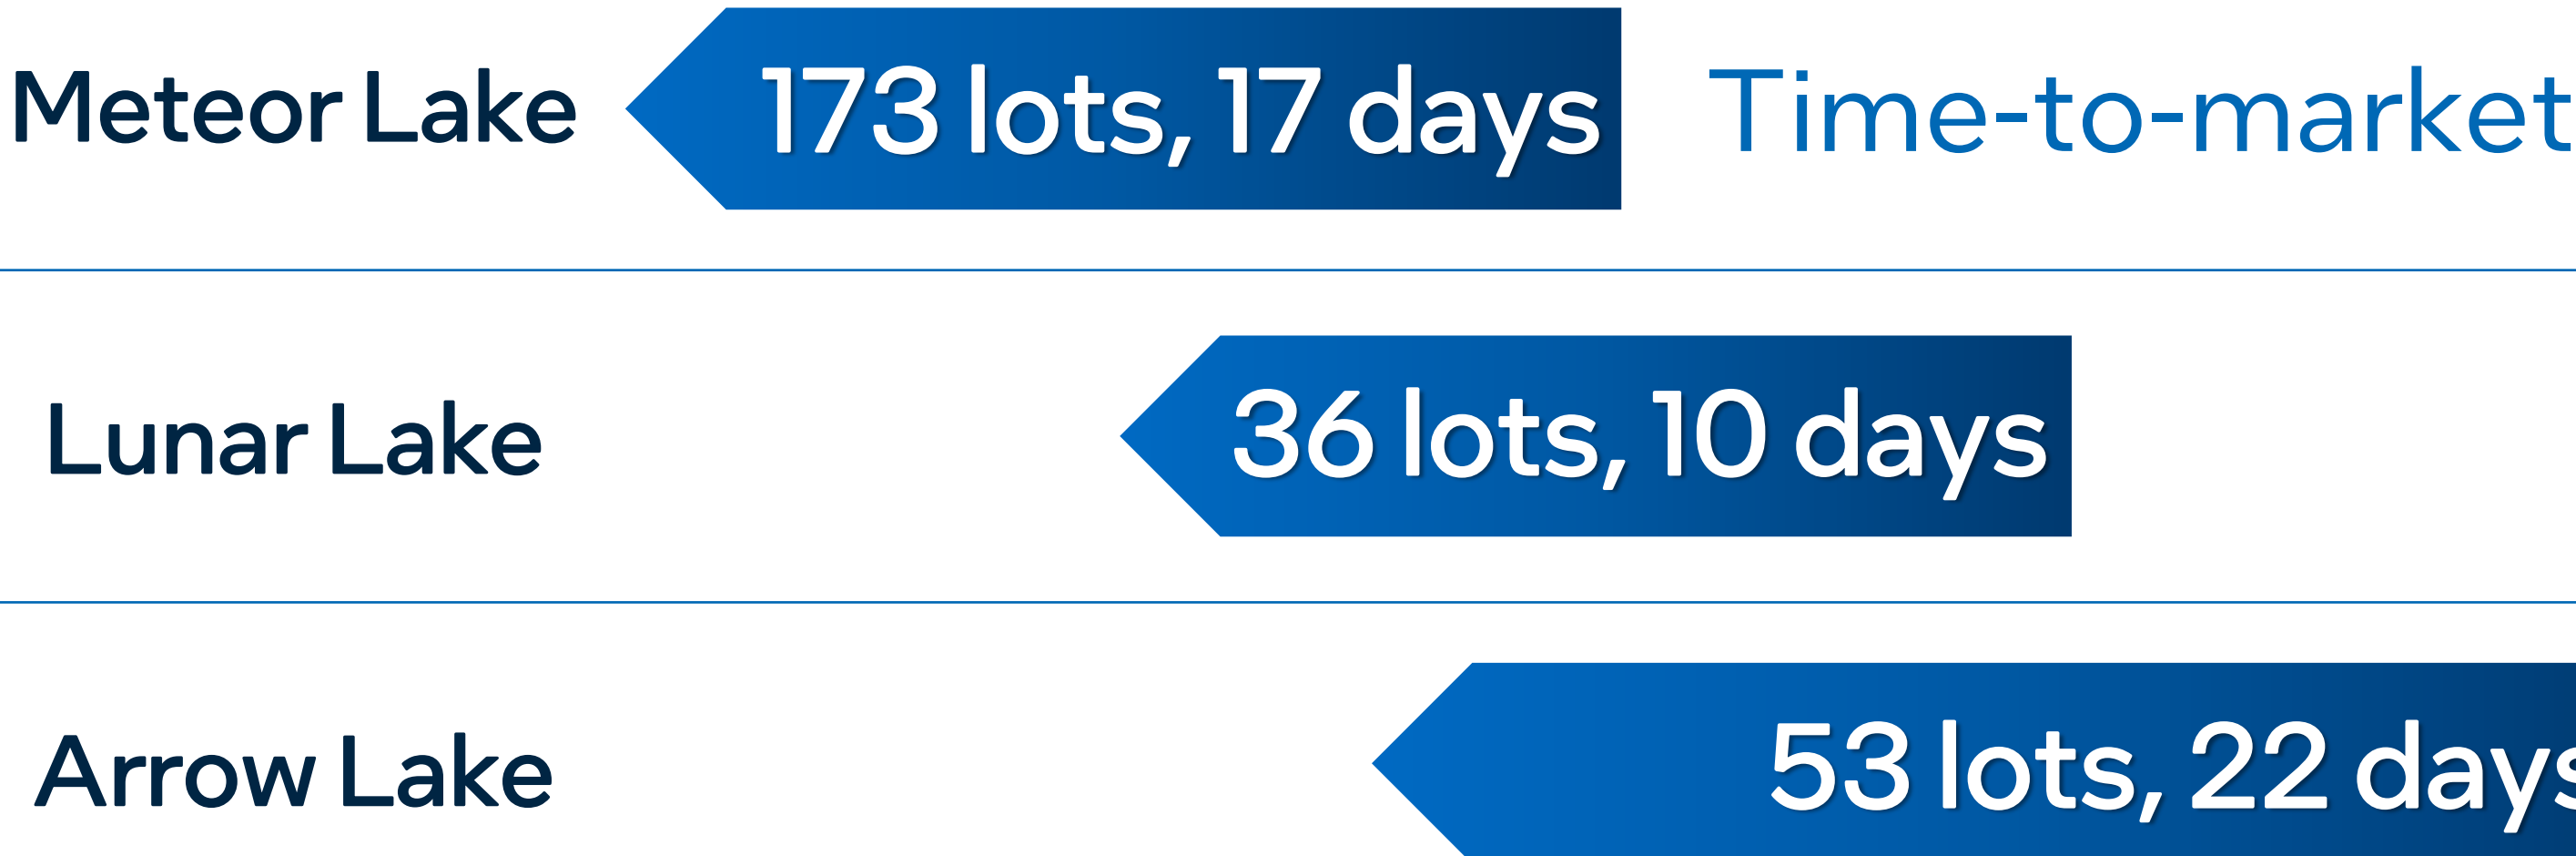 Meteor Lake
173 lots, 17 days
Time-to-market
Lunar Lake
36 lots, 10 days
Arrow Lake
53 lots, 22 days